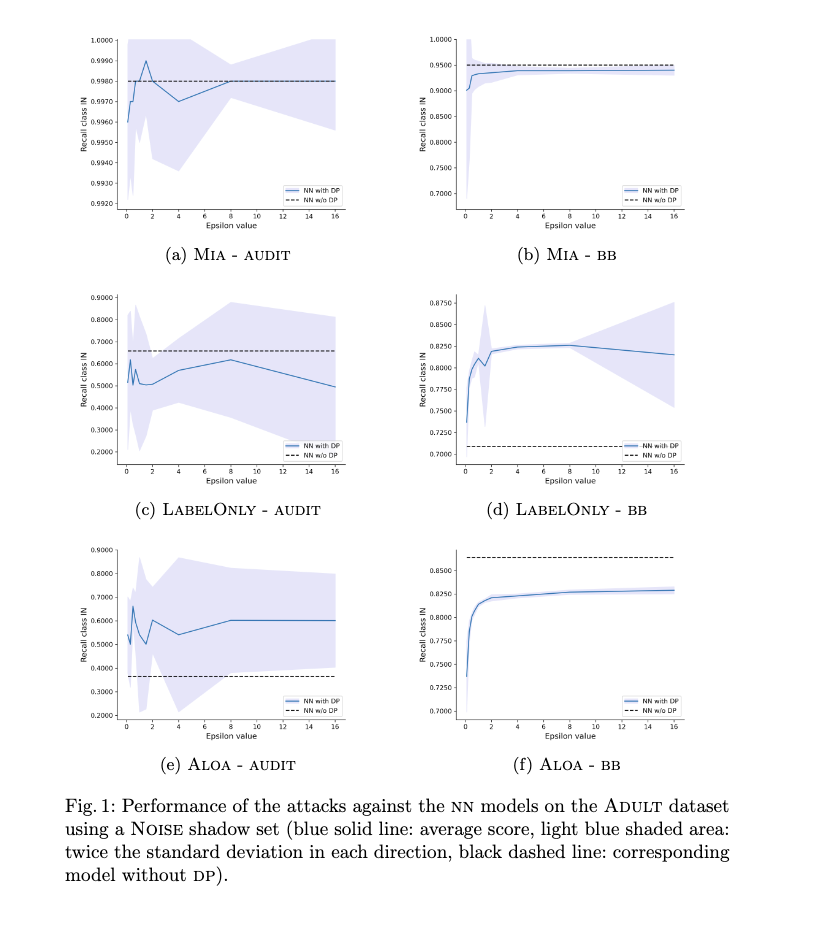 1.0000
0.9990
0.9980
0.9970
0.9960
0.9950
0.9940
0.9930
0.9920
Recall class IN
NN with DP
NN w/o DP
0 2 4 6 8 10 12 14 16
Epsilon value
(a) MIA - AUDIT
1.0000
0.9500
0.9000
0.8500
0.8000
0.7500
0.7000
Recall class IN
NN with DP
NN w/o DP
0 2 4 6 8 10 12 14 16
Epsilon value
(b) MIA - BB
0.9000
0.8000
0.7000
0.6000
0.5000
0.4000
0.3000
0.2000
Recall class IN
NN with DP
NN w/o DP
0 2 4 6 8 10 12 14 16
Epsilon value
(c) LABELONLY - AUDIT
0.8750
0.8500
0.8250
0.8000
0.7750
0.7500
0.7250
0.7000
Recall class IN
NN with DP
NN w/o DP
0 2 4 6 8 10 12 14 16
Epsilon value
(d) LABELONLY - BB
0.9000
0.8000
0.7000
0.6000
0.5000
0.4000
0.3000
0.2000
Recall class IN
NN with DP
NN w/o DP
0 2 4 6 8 10 12 14 16
Epsilon value
(e) ALOA - AUDIT
0.8500
0.8250
0.8000
0.7750
0.7500
0.7250
0.7000
Recall class IN
NN with DP
NN w/o DP
0 2 4 6 8 10 12 14 16
Epsilon value
(f) ALOA - BB
Fig. 1: Performance of the attacks against the NN models on the ADULT dataset
using a NOISE shadow set (blue solid line: average score, light blue shaded area:
twice the standard deviation in each direction, black dashed line: corresponding
model without DP).